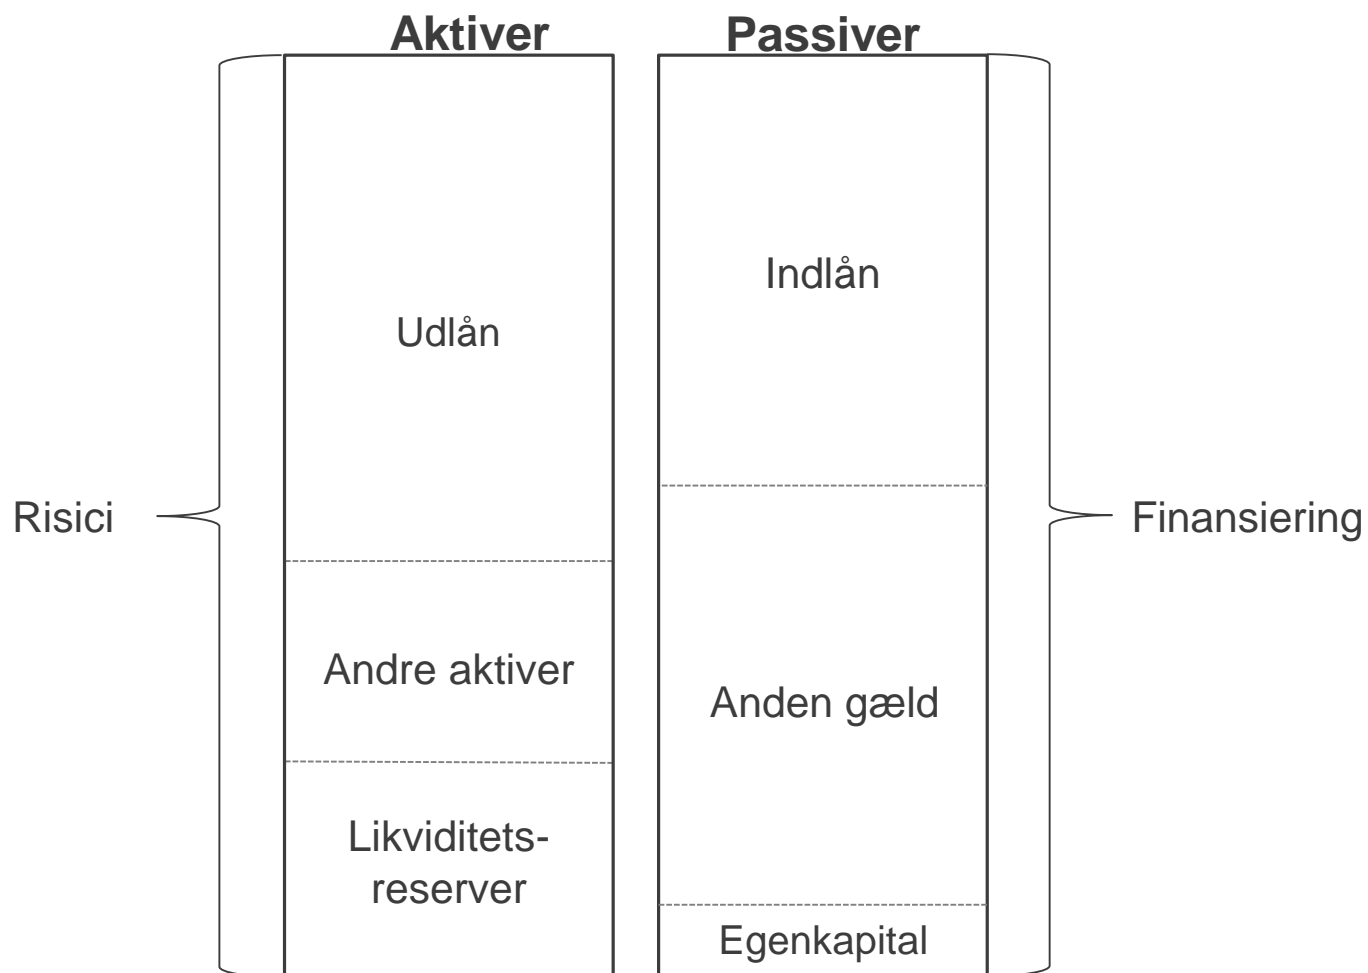 Aktiver
Passiver
Indlån
Udlån
Risici
Finansiering
Andre aktiver
Anden gæld
Likviditets-
reserver
Egenkapital